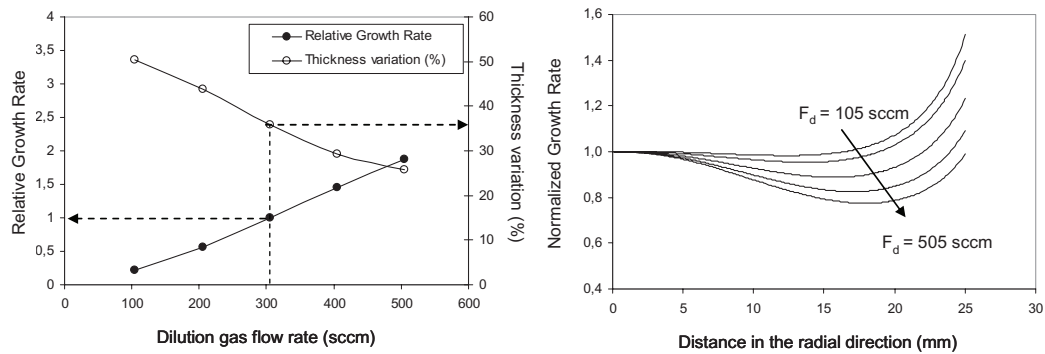 4
3,5
3
2,5
2
1,5
1
0,5
0
Relative Growth Rate
60
50
40
30
20
10
0
Thickness variation (%)
Relative Growth Rate
Thickness variation (%)
0 100 200 300 400 500 600
Dilution gas flow rate (sccm)
1,6
1,4
1,2
1,0
0,8
0,6
0,4
Normalized Growth Rate
F_d = 105 sccm
F_d = 505 sccm
0 5 10 15 20 25 30
Distance in the radial direction (mm)